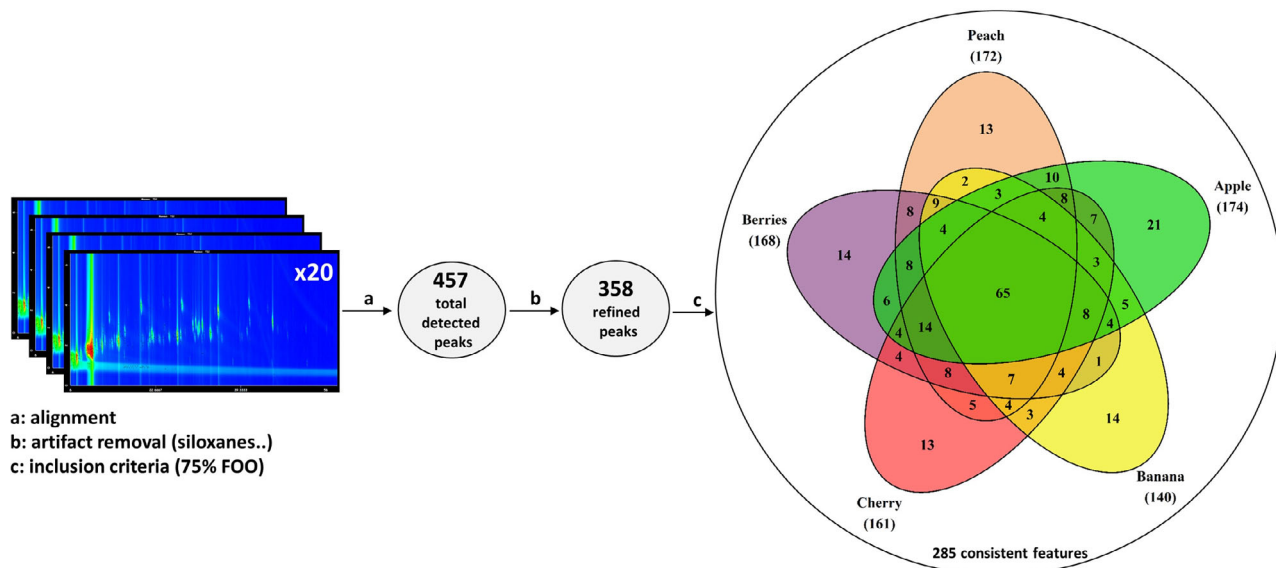 x20
a
457
total
detected
peaks
b
358
refined
peaks
c
a: alignment
b: artifact removal (siloxanes..)
c: inclusion criteria (75% FOO)
Peach
(172)
13
Apple
(174)
10
2
3
8
9
8
4
7
21
Berries
(168)
4
14
3
8
65
6
5
8
4
14
4
4
1
8
7
4
5
4
3
14
13
Banana
(140)
Cherry
(161)
285 consistent features